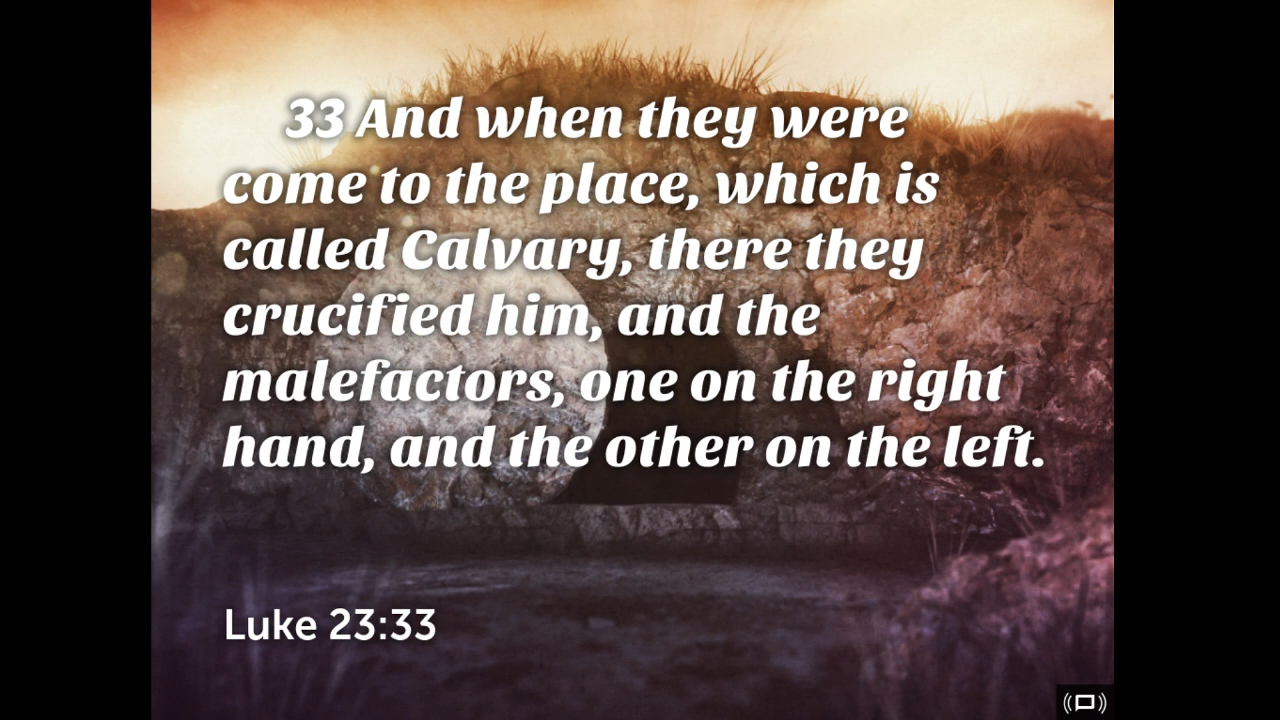 33 And when they were
come to the place, which is
called Calvary, there they
crucified him, and the
malefactors, one on the right
hand, and the other on the left.
Luke 23:33